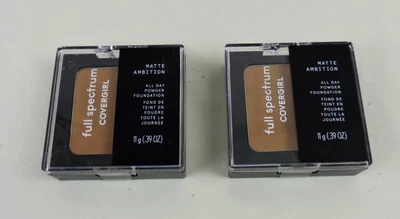 full spectrum
COVERGIRL
MATTE
AMBITION
ALL DAY
POWDER
FOUNDATION
FOND DE
TEINT EN
POUDRE
TOUTE LA
JOURNÉE
11 g (.39 OZ)
full spectrum
COVERGIRL
MATTE
AMBITION
ALL DAY
POWDER
FOUNDATION
FOND DE
TEINT EN
POUDRE
TOUTE LA
JOURNÉE
11 g (.39 OZ)